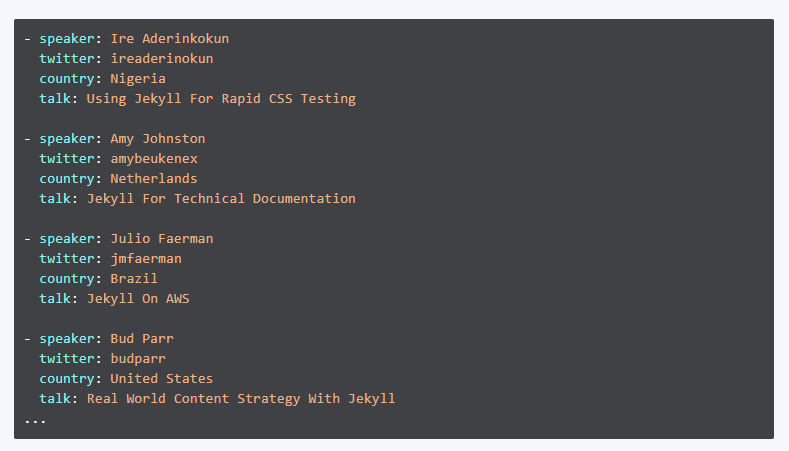 - speaker: Ire Aderinkokun
twitter: ireaderinokun
country: Nigeria
talk: Using Jekyll For Rapid CSS Testing
- speaker: Amy Johnston
twitter: amybeukenex
country: Netherlands
talk: Jekyll For Technical Documentation
- speaker: Julio Faerman
twitter: jmfaerman
country: Brazil
talk: Jekyll On AWS
- speaker: Bud Parr
twitter: budparr
country: United States
talk: Real World Content Strategy With Jekyll
...